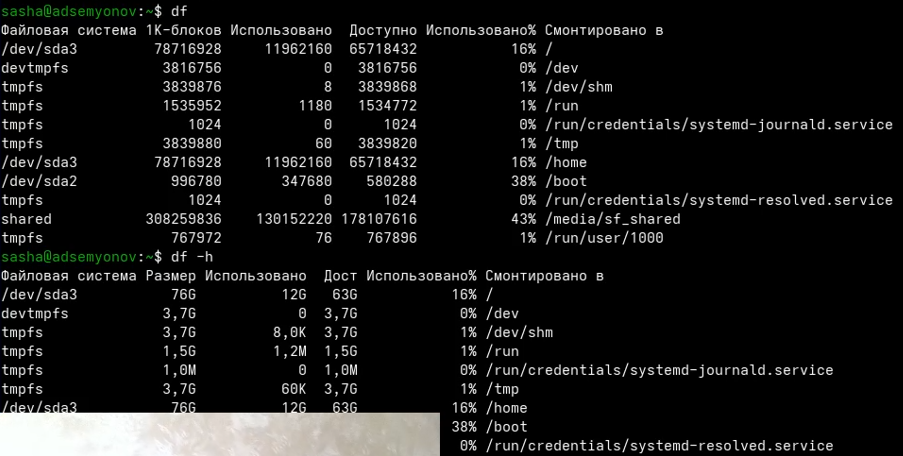 sasha@adsemyonov:~$ df
Файловая система 1K-блоков Использовано Доступно Использовано% Смонтировано в
/dev/sda3 78716928 11962160 65718432 16% /
devtmpfs 3816756 0 3816756 0% /dev
tmpfs 3839876 8 3839868 1% /dev/shm
tmpfs 1535952 1180 1534772 1% /run
tmpfs 1024 0 1024 0% /run/credentials/systemd-journald.service
tmpfs 3839880 60 3839820 1% /tmp
/dev/sda3 78716928 11962160 65718432 16% /home
/dev/sda2 996780 347680 580288 38% /boot
tmpfs 1024 0 1024 0% /run/credentials/systemd-resolved.service
shared 308259836 130152220 178107616 43% /media/sf_shared
tmpfs 767972 76 767896 1% /run/user/1000
sasha@adsemyonov:~$ df -h
Файловая система Размер Использовано Дост Использовано% Смонтировано в
/dev/sda3 76G 12G 63G 16% /
devtmpfs 3,7G 0 3,7G 0% /dev
tmpfs 3,7G 8,0K 3,7G 1% /dev/shm
tmpfs 1,5G 1,2M 1,5G 1% /run
tmpfs 1,0M 0 1,0M 0% /run/credentials/systemd-journald.service
tmpfs 3,7G 60K 3,7G 1% /tmp
/dev/sda3 76G 12G 63G 16% /home
38% /boot
0% /run/credentials/systemd-resolved.service